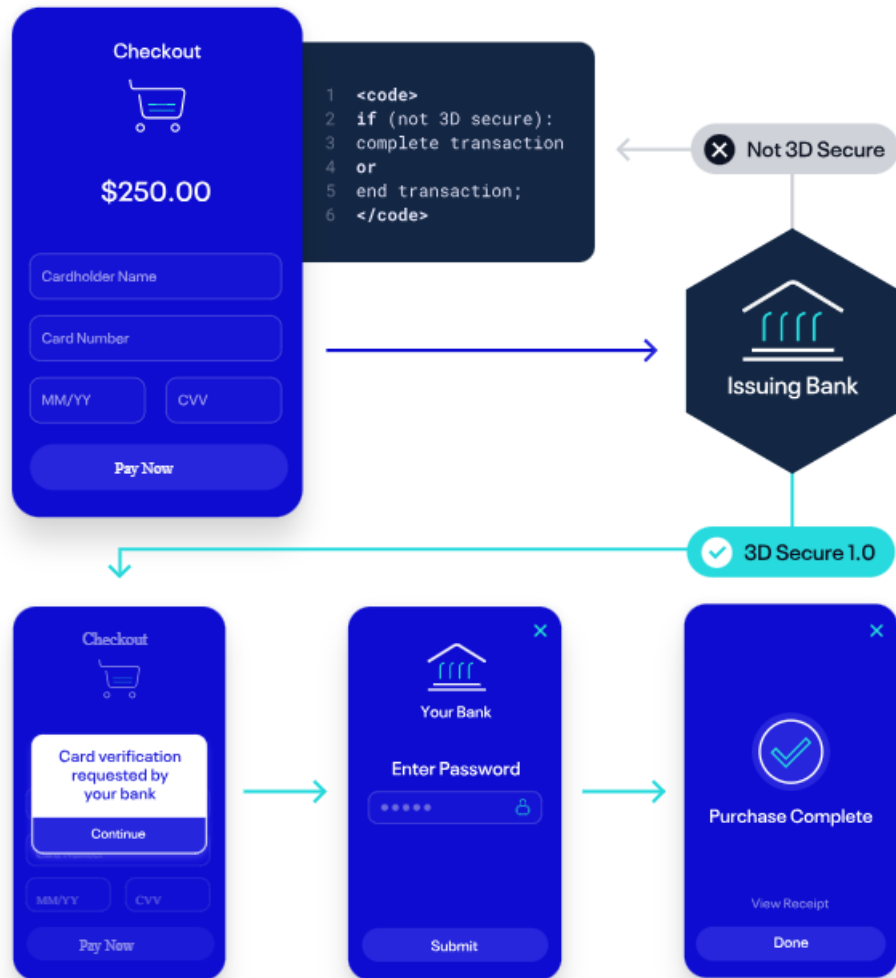 Checkout
$250.00
Cardholder Name
Card Number
MM/YY
CVV
Pay Now
1 <code>
2 if (not 3D secure):
3 complete transaction
4 or
5 end transaction;
6 </code>
Not 3D Secure
Issuing Bank
3D Secure 1.0
Checkout
Card verification
requested by
your bank
Continue
Card Number
MM/YY
CVV
Pay Now
Your Bank
Enter Password
Submit
Purchase Complete
View Receipt
Done